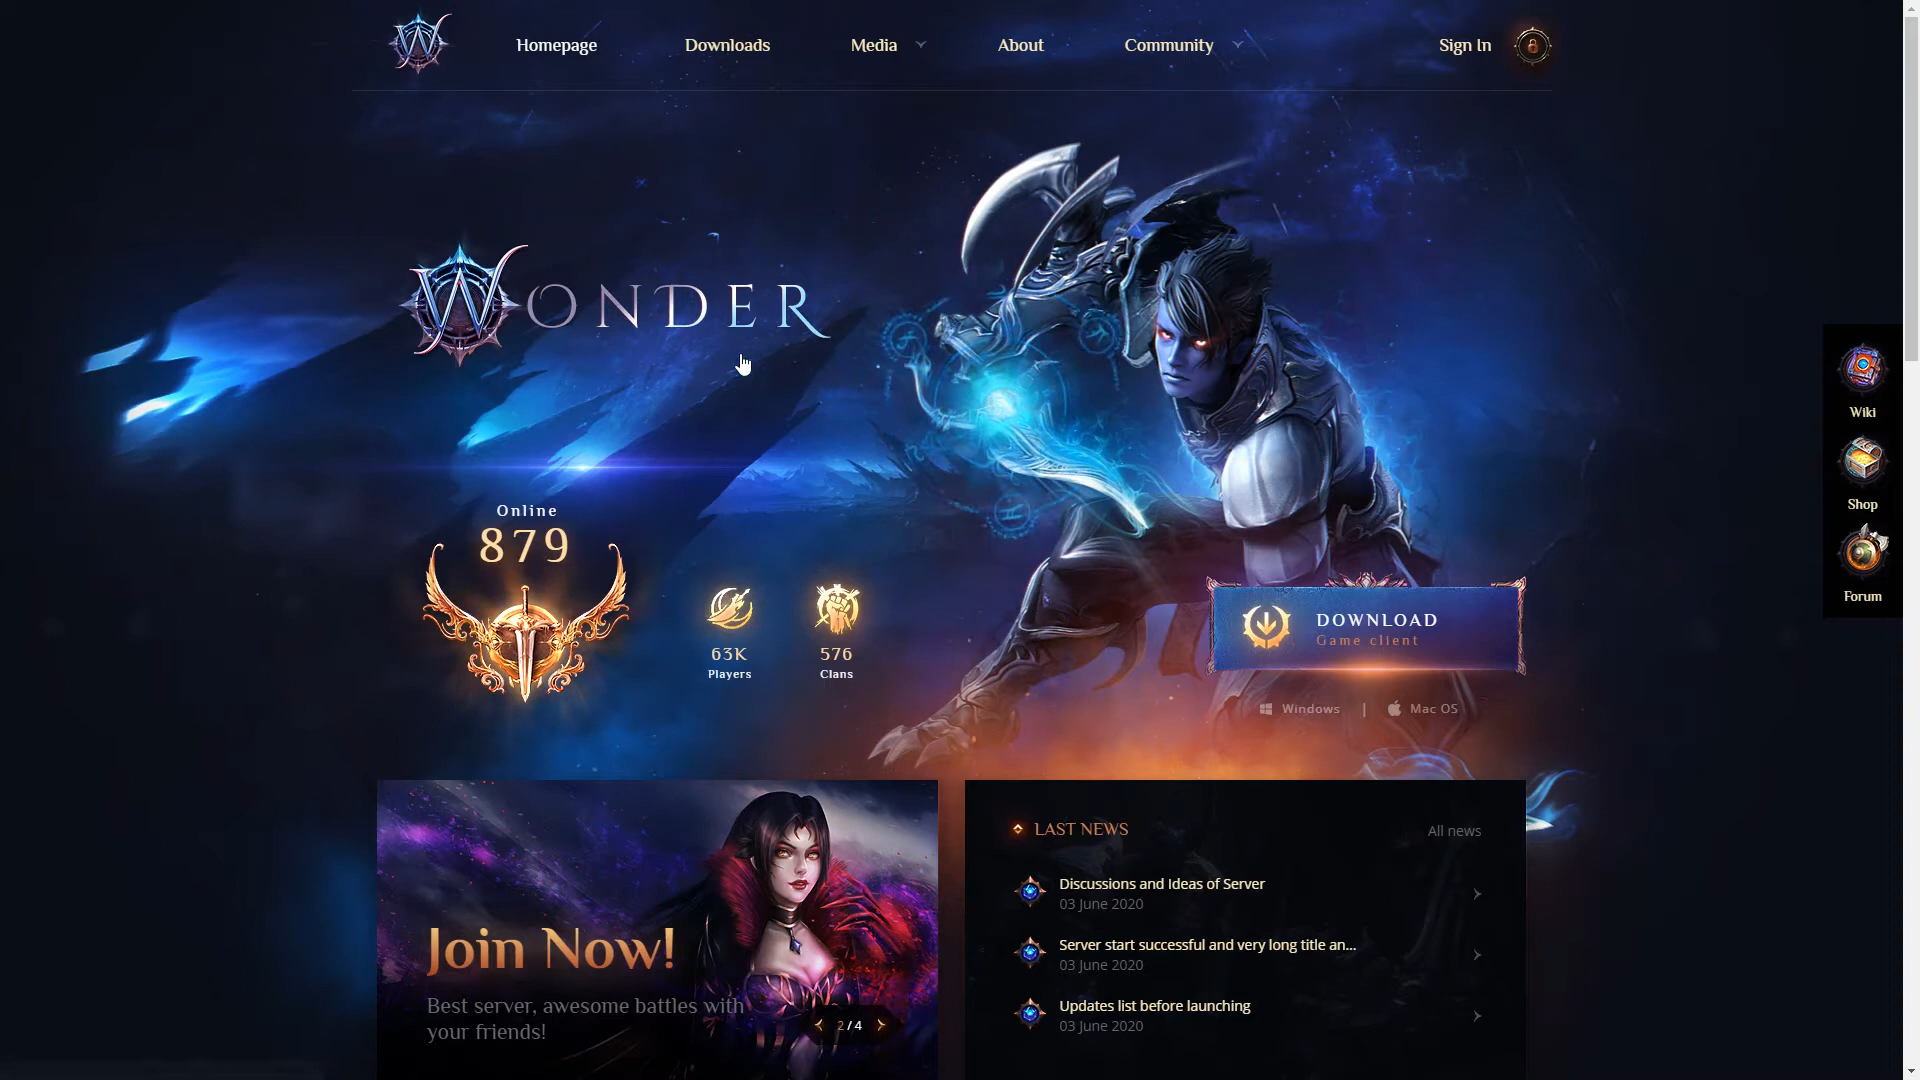 Homepage
Downloads
Media
About
Community
Sign In
WONDER
Online
879
63K
Players
576
Clans
DOWNLOAD
Game client
Windows | Mac OS
Wiki
Shop
Forum
Join Now!
Best server, awesome battles with
your friends!
2 / 4
LAST NEWS
All news
Discussions and Ideas of Server
03 June 2020
Server start successful and very long title an...
03 June 2020
Updates list before launching
03 June 2020